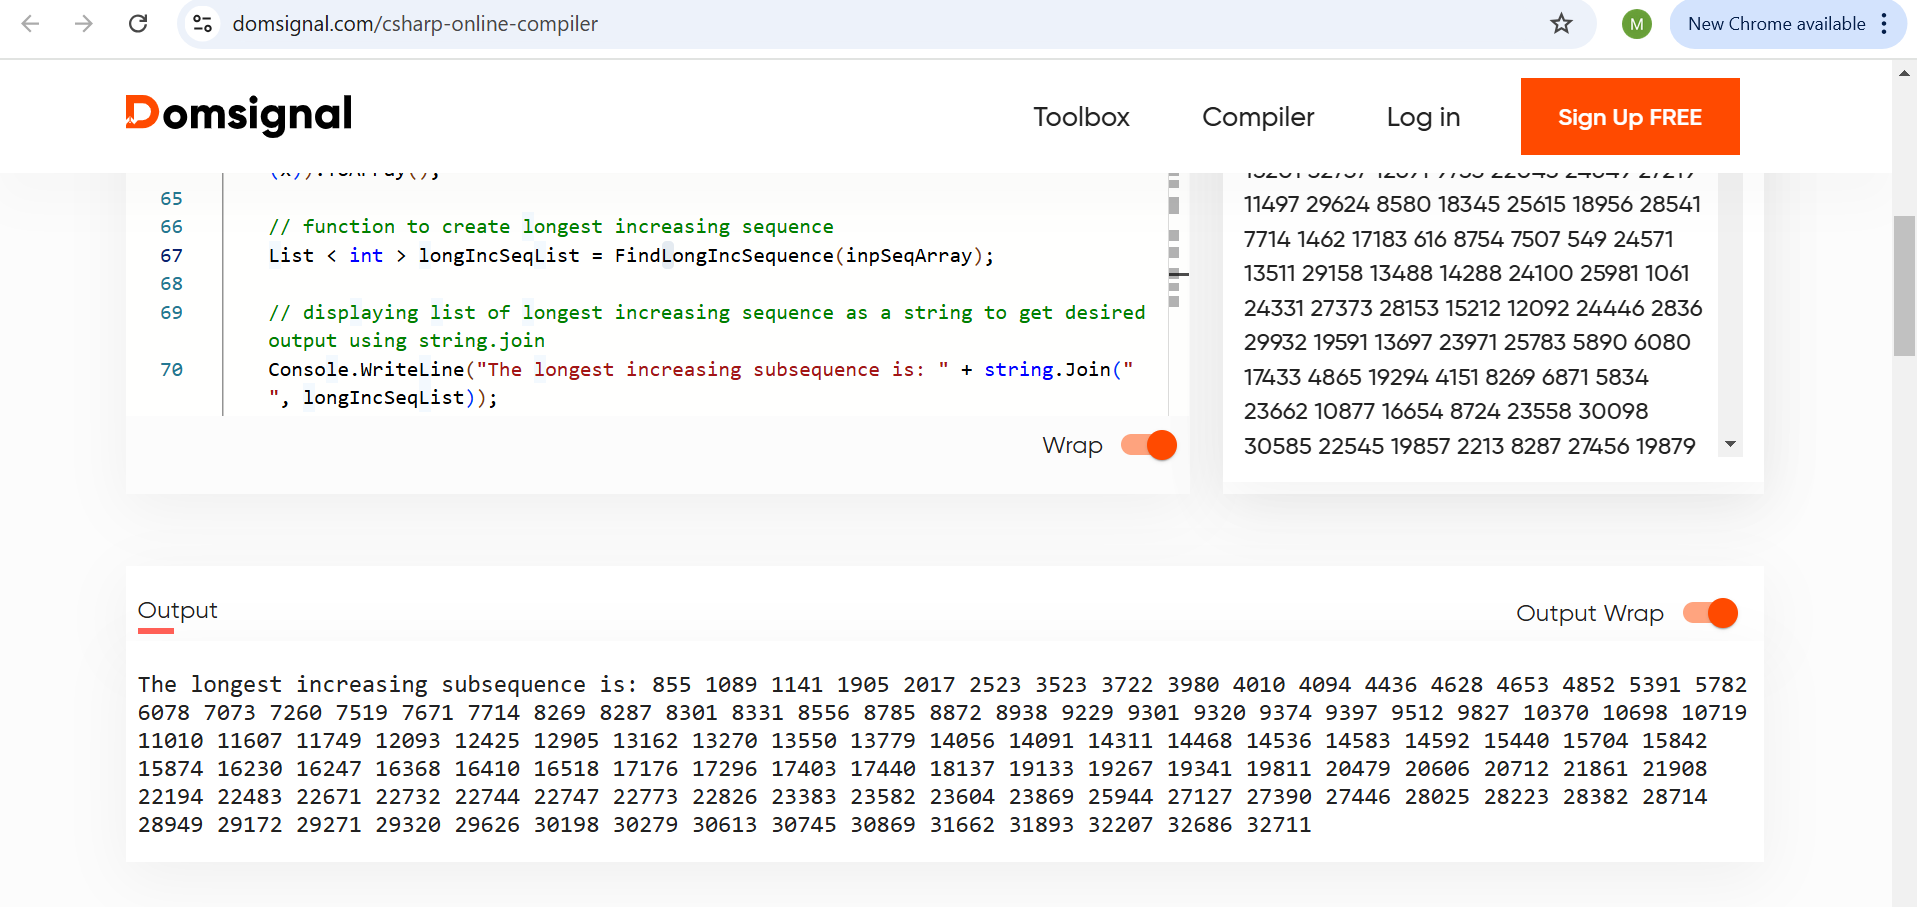 domsignal.com/csharp-online-compiler
M
New Chrome available
Domsignal
Toolbox
Compiler
Log in
Sign Up FREE
65
66 // function to create longest increasing sequence
67 List < int > longIncSeqList = FindLongIncSequence(inpSeqArray);
68
69 // displaying list of longest increasing sequence as a string to get desired
output using string.join
70 Console.WriteLine("The longest increasing subsequence is: " + string.Join("
", longIncSeqList));
Wrap
11497 29624 8580 18345 25615 18956 28541
7714 1462 17183 616 8754 7507 549 24571
13511 29158 13488 14288 24100 25981 1061
24331 27373 28153 15212 12092 24446 2836
29932 19591 13697 23971 25783 5890 6080
17433 4865 19294 4151 8269 6871 5834
23662 10877 16654 8724 23558 30098
30585 22545 19857 2213 8287 27456 19879
Output
Output Wrap
The longest increasing subsequence is: 855 1089 1141 1905 2017 2523 3523 3722 3980 4010 4094 4436 4628 4653 4852 5391 5782
6078 7073 7260 7519 7671 7714 8269 8287 8301 8331 8556 8785 8872 8938 9229 9301 9320 9374 9397 9512 9827 10370 10698 10719
11010 11607 11749 12093 12425 12905 13162 13270 13550 13779 14056 14091 14311 14468 14536 14583 14592 15440 15704 15842
15874 16230 16247 16368 16410 16518 17176 17296 17403 17440 18137 19133 19267 19341 19811 20479 20606 20712 21861 21908
22194 22483 22671 22732 22744 22747 22773 22826 23383 23582 23604 23869 25944 27127 27390 27446 28025 28223 28382 28714
28949 29172 29271 29320 29626 30198 30279 30613 30745 30869 31662 31893 32207 32686 32711